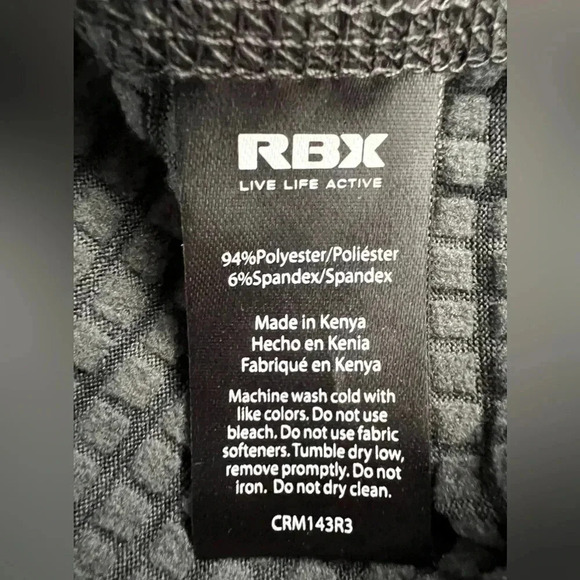 RBX
LIVE LIFE ACTIVE
94%Polyester/Poliéster
6%Spandex/Spandex
Made in Kenya
Hecho en Kenia
Fabriqué en Kenya
Machine wash cold with
like colors. Do not use
bleach. Do not use fabric
softeners. Tumble dry low,
remove promptly. Do not
iron. Do not dry clean.
CRM143R3